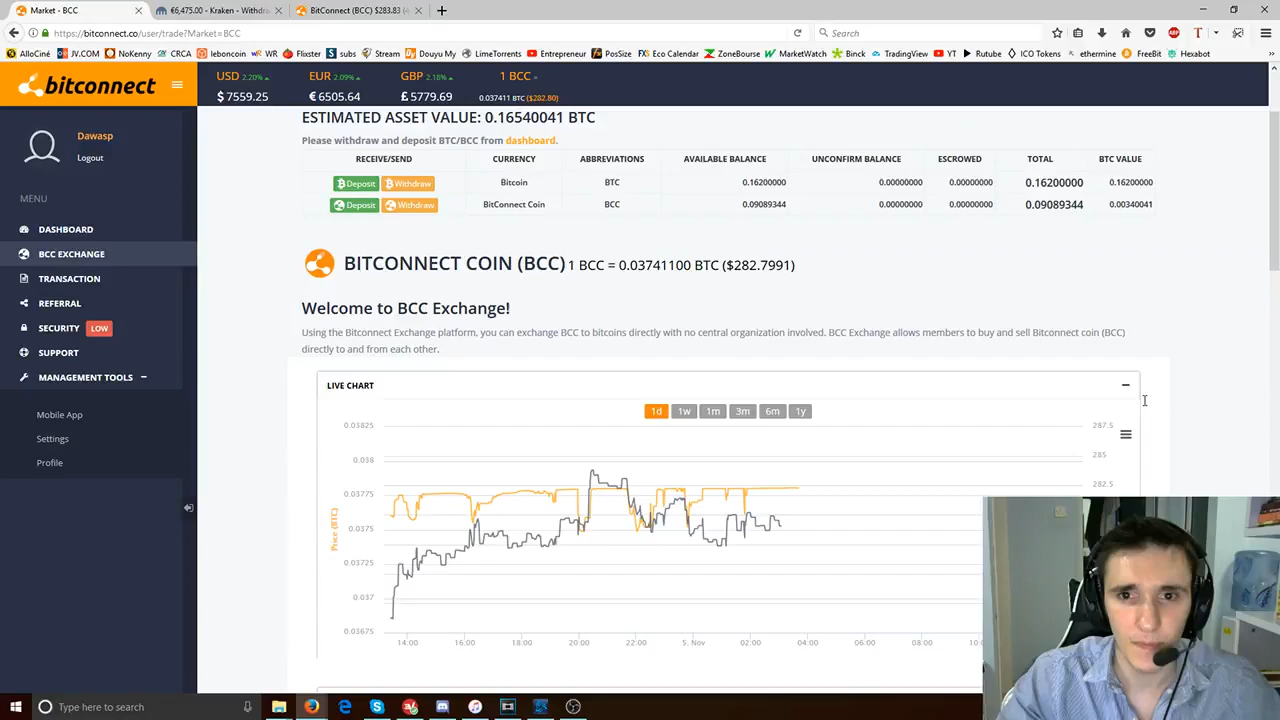 Market - BCC
€6,475.00 - Kraken - Withdr
BitConnect (BCC) $283.83 (
https://bitconnect.co/user/trade?Market=BCC
Search
AlloCiné JV.COM NoKenny CRCA leboncoin WR Flixster subs Stream Douyu My LimeTorrents Entrepreneur PosSize Eco Calendar ZoneBourse MarketWatch Binck TradingView YT Rutube ICO Tokens ethermine FreeBit Hexabot
bitconnect
USD 2.20% EUR 2.09% GBP 2.18% 1 BCC
$ 7559.25 € 6505.64 £ 5779.69 0.037411 BTC ($282.80)
Dawasp
Logout
MENU
DASHBOARD
BCC EXCHANGE
TRANSACTION
REFERRAL
SECURITY LOW
SUPPORT
MANAGEMENT TOOLS
Mobile App
Settings
Profile
ESTIMATED ASSET VALUE: 0.16540041 BTC
Please withdraw and deposit BTC/BCC from dashboard.
RECEIVE/SEND CURRENCY ABBREVIATIONS AVAILABLE BALANCE UNCONFIRM BALANCE ESCROWED TOTAL BTC VALUE
Deposit Withdraw Bitcoin BTC 0.16200000 0.00000000 0.00000000 0.16200000 0.16200000
Deposit Withdraw BitConnect Coin BCC 0.09089344 0.00000000 0.00000000 0.09089344 0.00340041
BITCONNECT COIN (BCC) 1 BCC = 0.03741100 BTC ($282.7991)
Welcome to BCC Exchange!
Using the Bitconnect Exchange platform, you can exchange BCC to bitcoins directly with no central organization involved. BCC Exchange allows members to buy and sell Bitconnect coin (BCC)
directly to and from each other.
LIVE CHART
1d 1w 1m 3m 6m 1y
0.03825 287.5
0.038 285
0.03775 282.5
0.0375
0.03725
0.037
0.03675
Price (BTC)
14:00 16:00 18:00 20:00 22:00 5. Nov 02:00 04:00 06:00 08:00
Type here to search